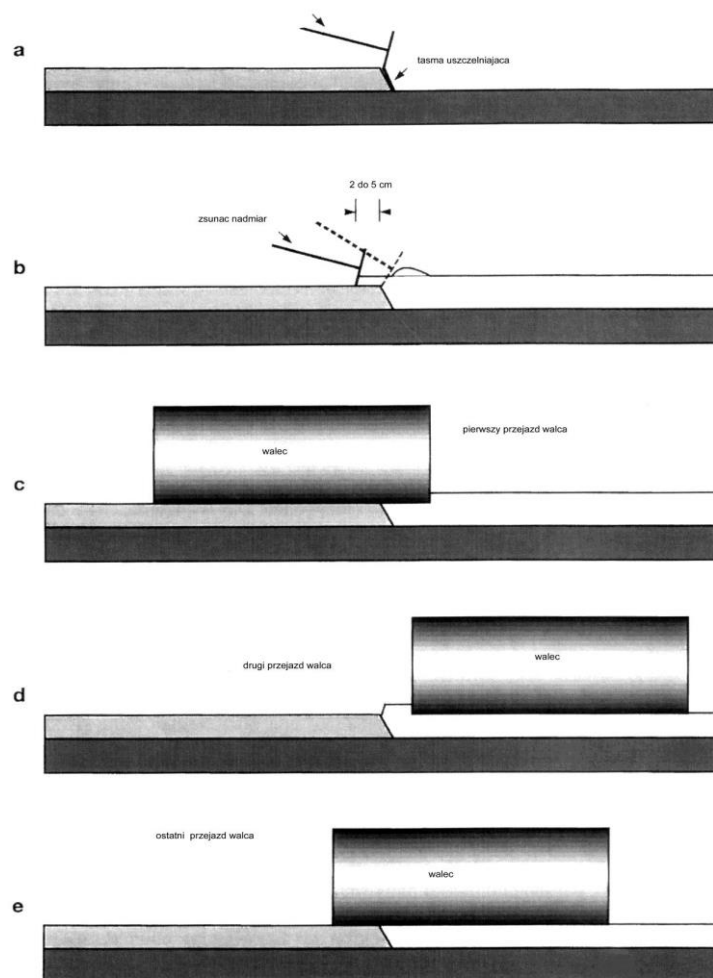 a
tasma uszczelniajaca
2 do 5 cm
zsunac nadmiar
b
pierwszy przejazd walca
walec
c
drugi przejazd walca
walec
d
ostatni przejazd walca
walec
e